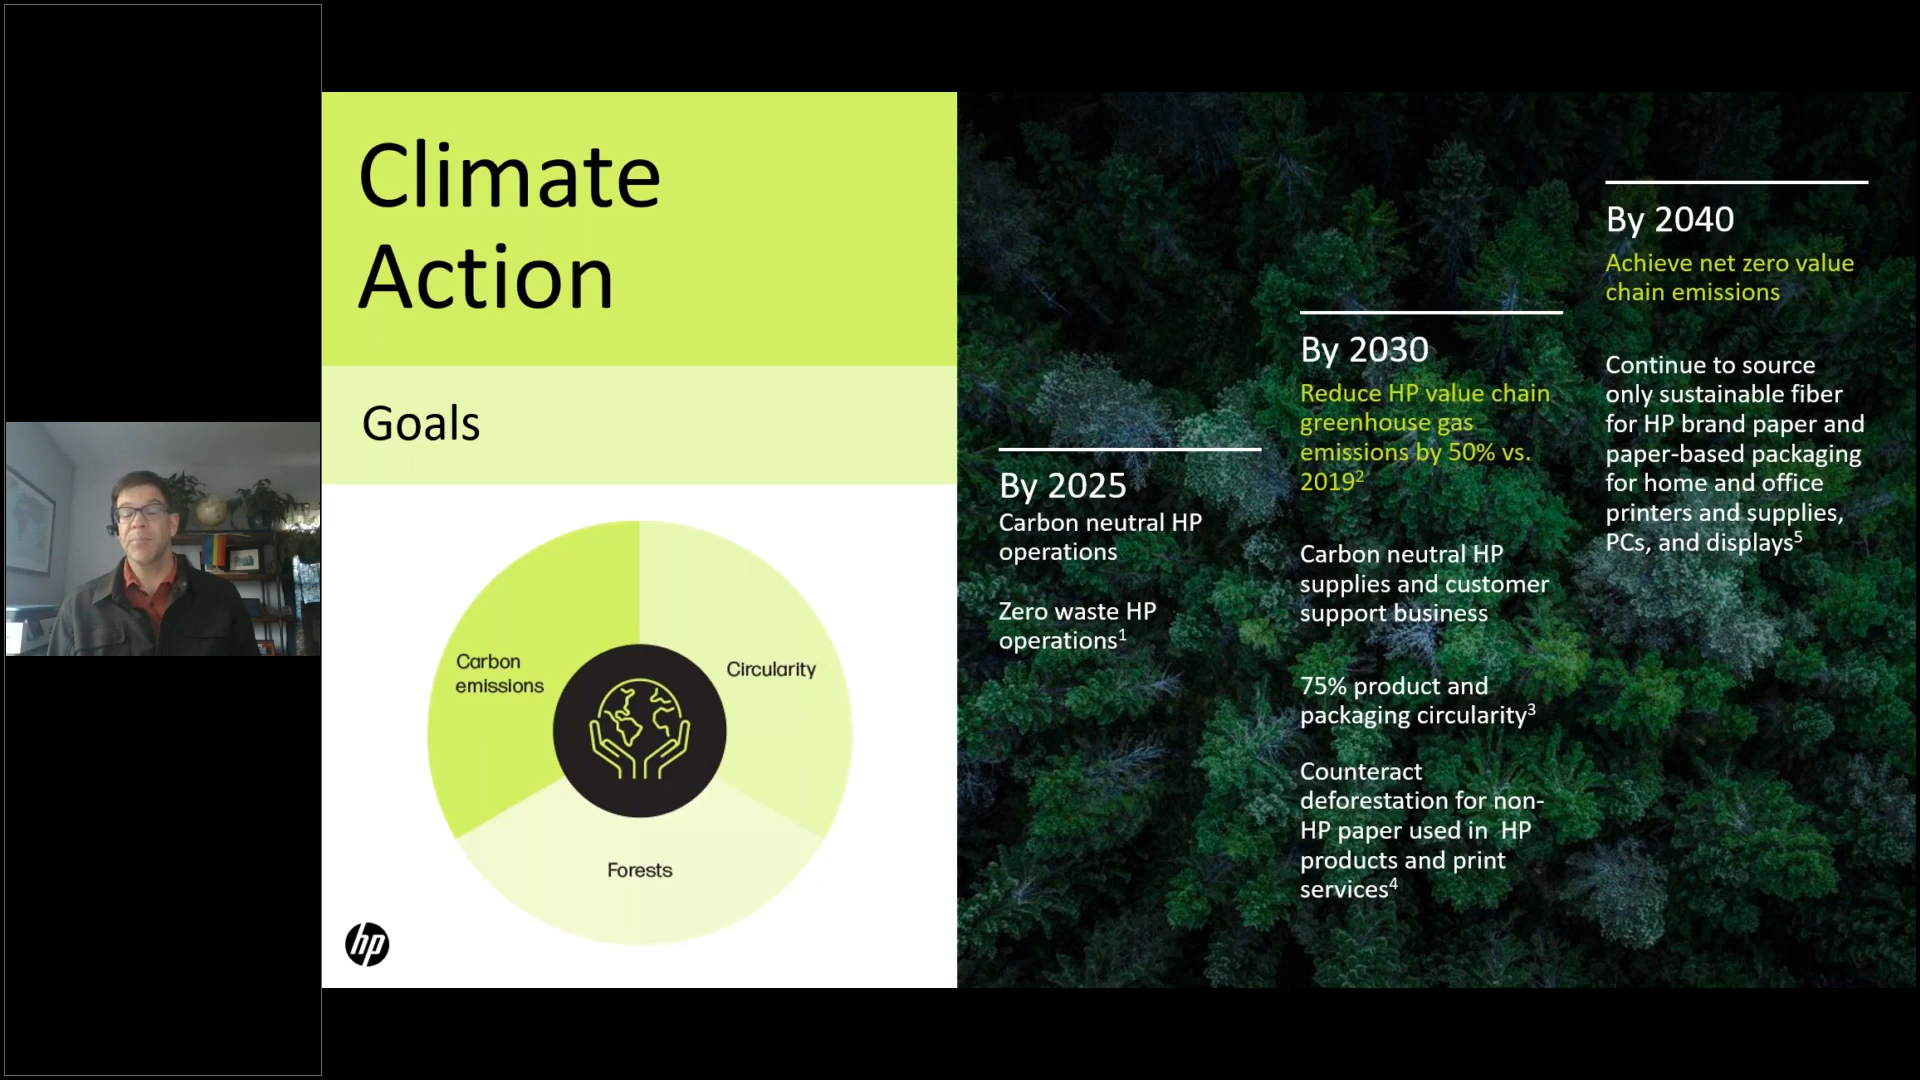 Climate
Action
Goals
Carbon
emissions
Circularity
Forests
hp
By 2025
Carbon neutral HP
operations
Zero waste HP
operations¹
By 2030
Reduce HP value chain
greenhouse gas
emissions by 50% vs.
2019²
Carbon neutral HP
supplies and customer
support business
75% product and
packaging circularity³
Counteract
deforestation for non-
HP paper used in  HP
products and print
services⁴
By 2040
Achieve net zero value
chain emissions
Continue to source
only sustainable fiber
for HP brand paper and
paper-based packaging
for home and office
printers and supplies,
PCs, and displays⁵